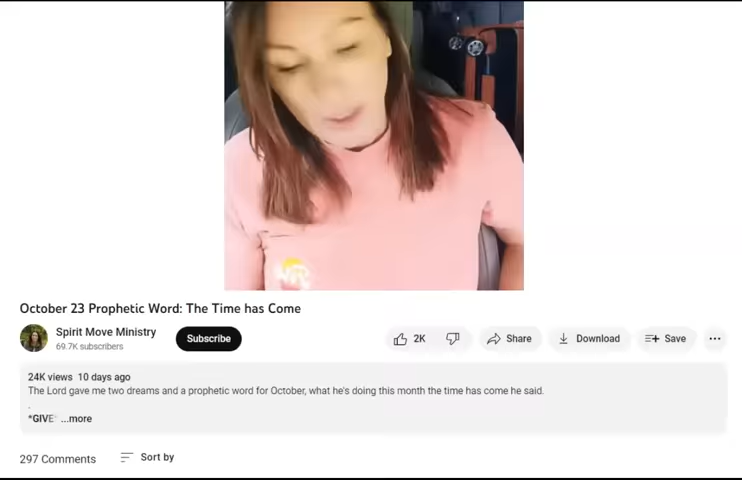 October 23 Prophetic Word: The Time has Come
Spirit Move Ministry
69.7K subscribers
Subscribe
2K
Share
Download
Save
24K views 10 days ago
The Lord gave me two dreams and a prophetic word for October, what he's doing this month the time has come he said.
.
*GIVE* ...more
297 Comments
Sort by